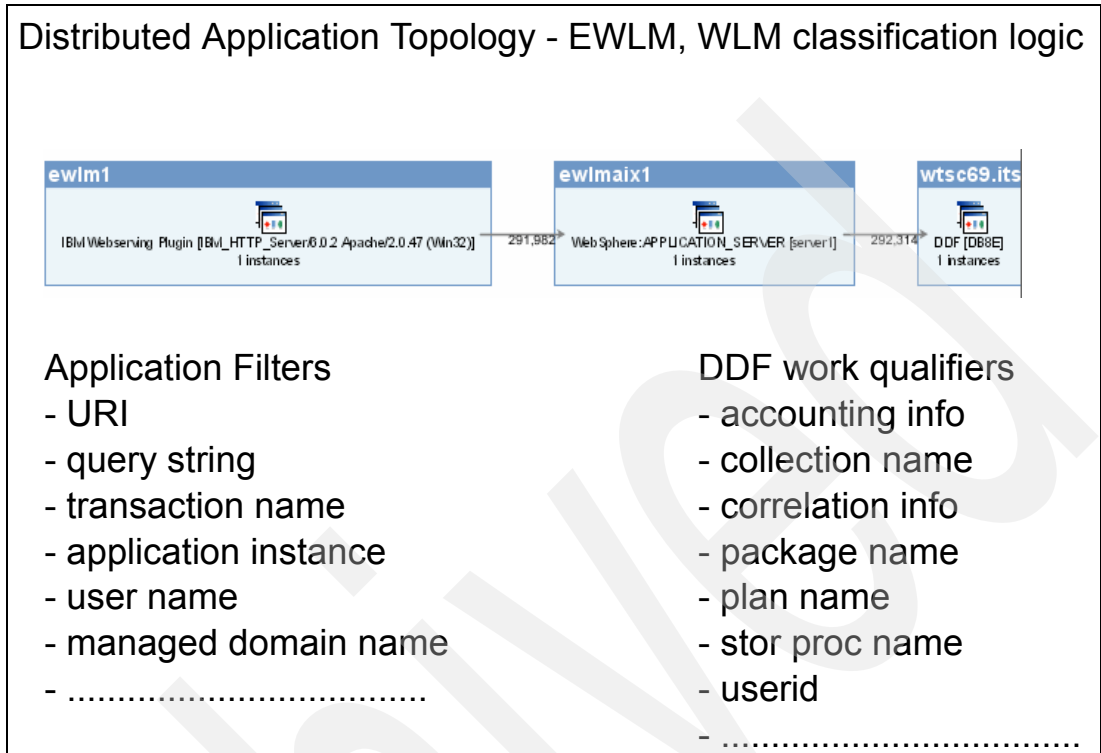 Distributed Application Topology - EWLM, WLM classification logic
ewlm1
IBM Webserving Plugin [IBM_HTTP_Server/6.0.2 Apache/2.0.47 (Win32)]
1 instances
291,982
ewlmaix1
WebSphere:APPLICATION_SERVER [server1]
1 instances
292,314
wtsc69.its
DDF [DB8E]
1 instances
Application Filters
- URI
- query string
- transaction name
- application instance
- user name
- managed domain name
- ...................................
DDF work qualifiers
- accounting info
- collection name
- correlation info
- package name
- plan name
- stor proc name
- userid
- ...................................